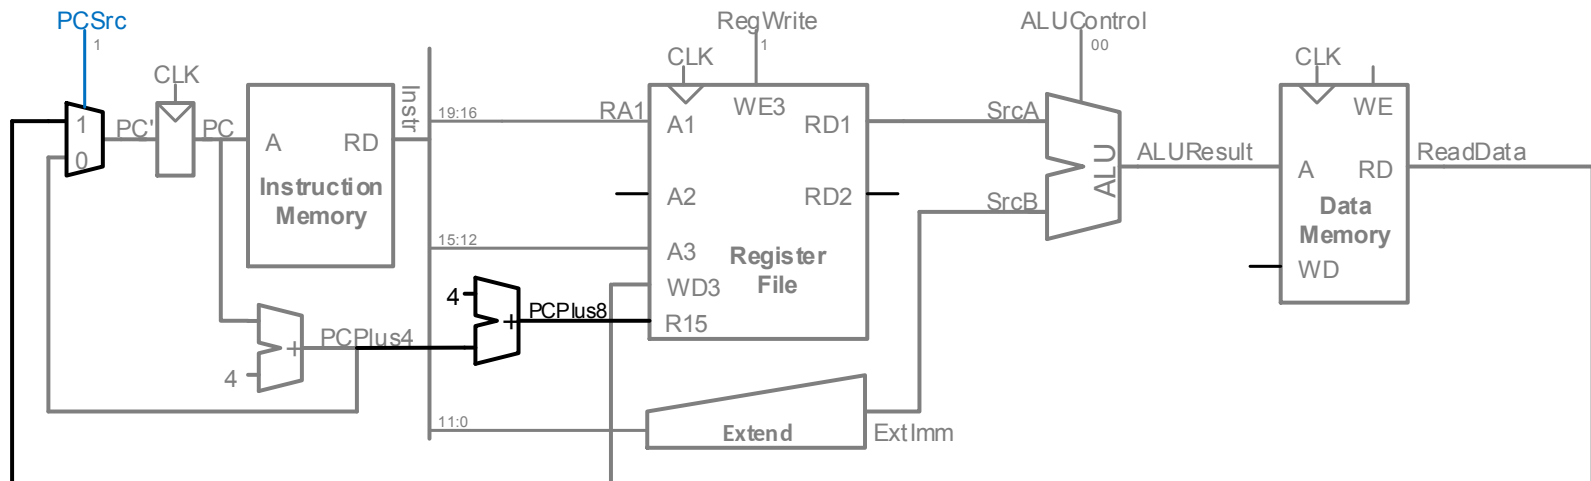 PCSrc
1
RegWrite
1
ALUControl
00
CLK
CLK
CLK
1
0
PC'
PC
A
RD
Instruction
Memory
Instr
19:16
RA1
A1
WE3
RD1
SrcA
A2
RD2
SrcB
ALU
ALUResult
WE
A
RD
ReadData
Data
Memory
WD
15:12
A3
Register
File
WD3
4
+
PCPlus8
R15
+
PCPlus4
4
11:0
Extend
ExtImm